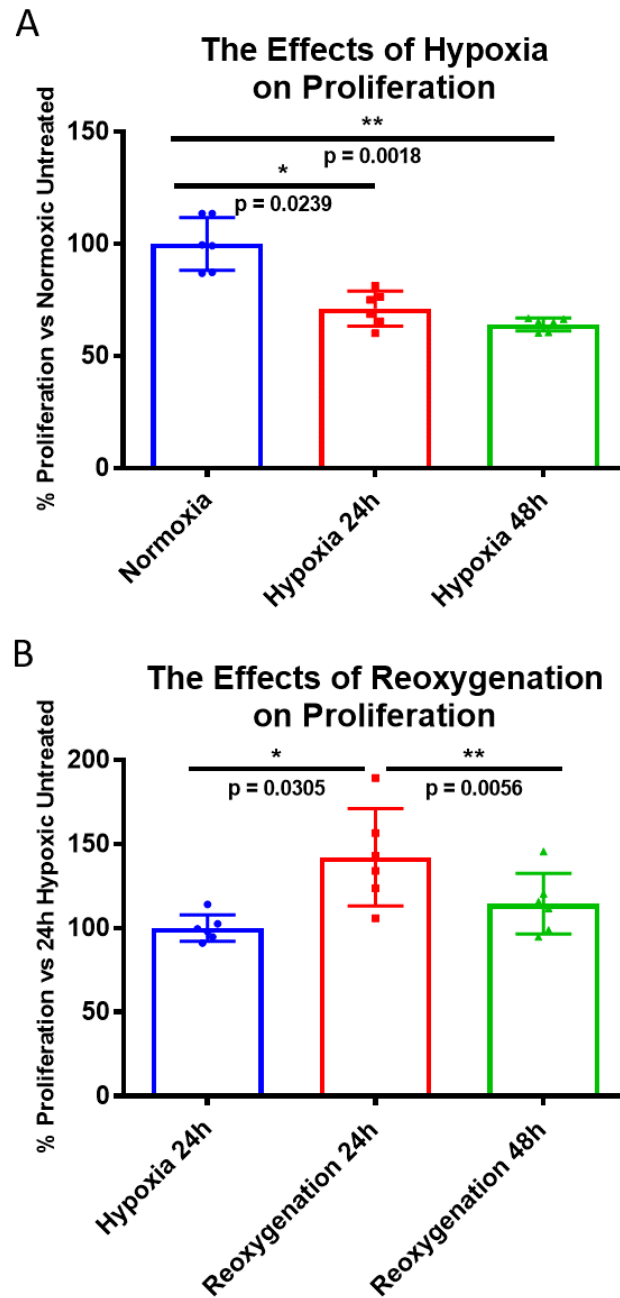 A
The Effects of Hypoxia
on Proliferation
% Proliferation vs Normoxic Untreated
150
100
50
0
**
p = 0.0018
*
p = 0.0239
Normoxia
Hypoxia 24h
Hypoxia 48h
B
The Effects of Reoxygenation
on Proliferation
% Proliferation vs 24h Hypoxic Untreated
200
150
100
50
0
*
p = 0.0305
**
p = 0.0056
Hypoxia 24h
Reoxygenation 24h
Reoxygenation 48h